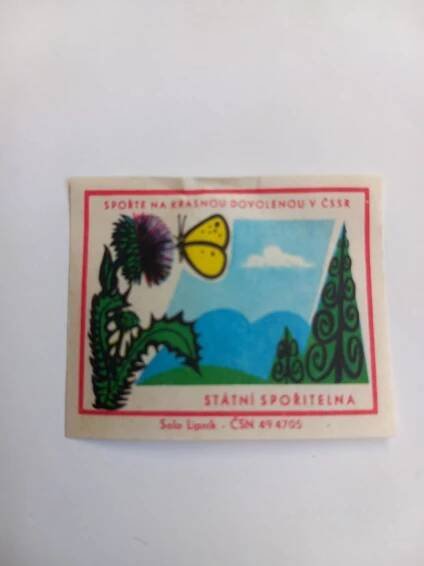 SPOŘTE NA KRÁSNOU DOVOLENOU V ČSSR
STÁTNÍ SPOŘITELNA
Solo Lipník - ČSN 49 4705